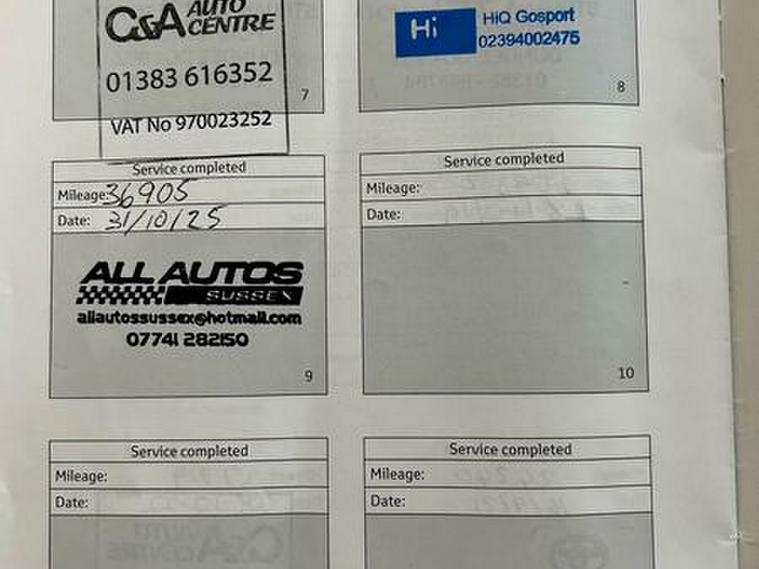 C&A AUTO CENTRE
01383 616352
VAT No 970023252
7
Hi HiQ Gosport
02394002475
8
Service completed
Mileage: 36905
Date: 31/10/25
ALL AUTOS
SUSSEX
allautossussex@hotmail.com
07741 282150
9
Service completed
Mileage:
Date:
10
Service completed
Mileage:
Date:
Service completed
Mileage:
Date: